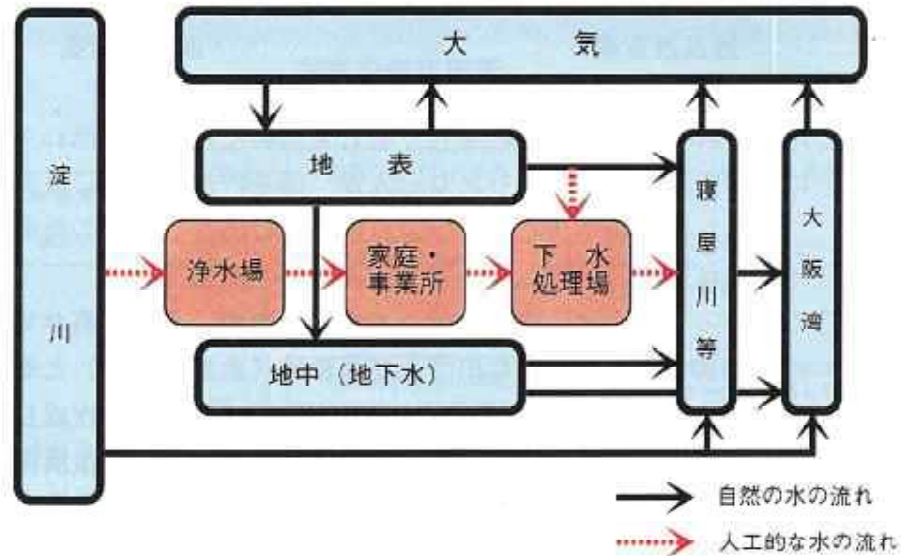 大気
淀川
地表
寝屋川等
大阪湾
浄水場
家庭・
事業所
下水
処理場
地中（地下水）
自然の水の流れ
人工的な水の流れ